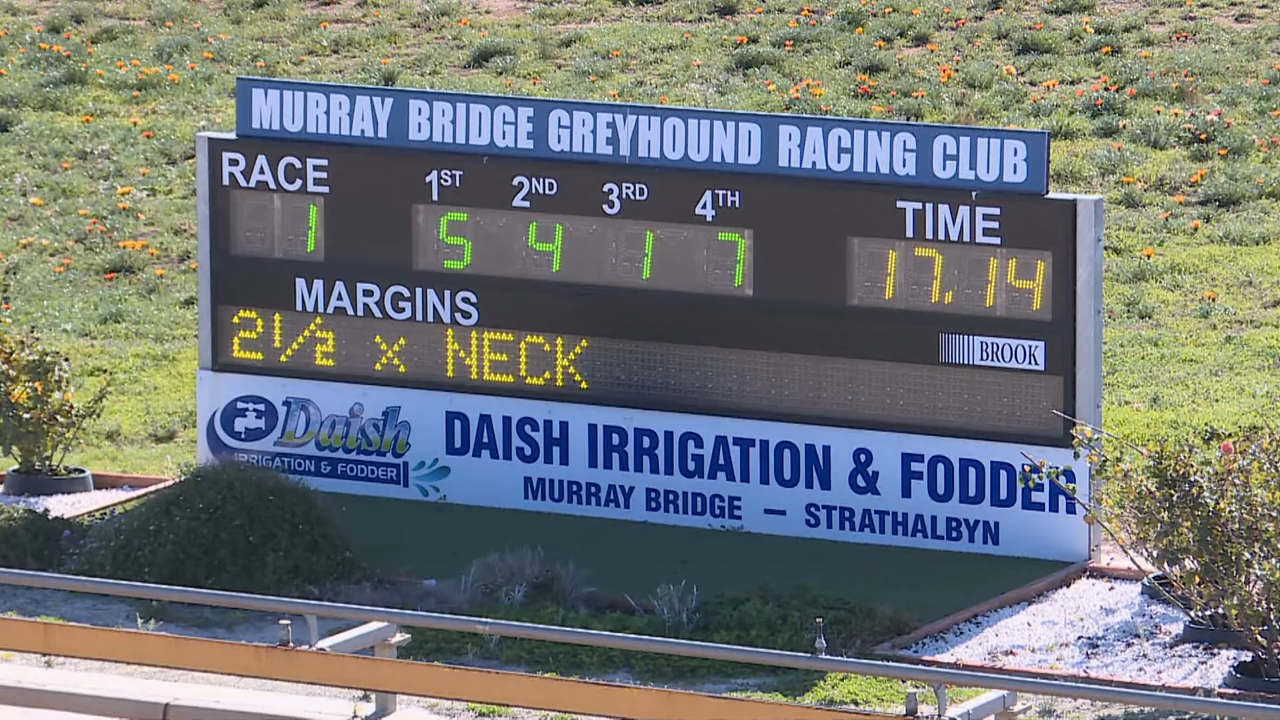 MURRAY BRIDGE GREYHOUND RACING CLUB
RACE 1ST 2ND 3RD 4TH TIME
1 5 4 1 7 17.14
MARGINS
2½ x NECK
BROOK
Daish
IRRIGATION & FODDER
DAISH IRRIGATION & FODDER
MURRAY BRIDGE – STRATHALBYN